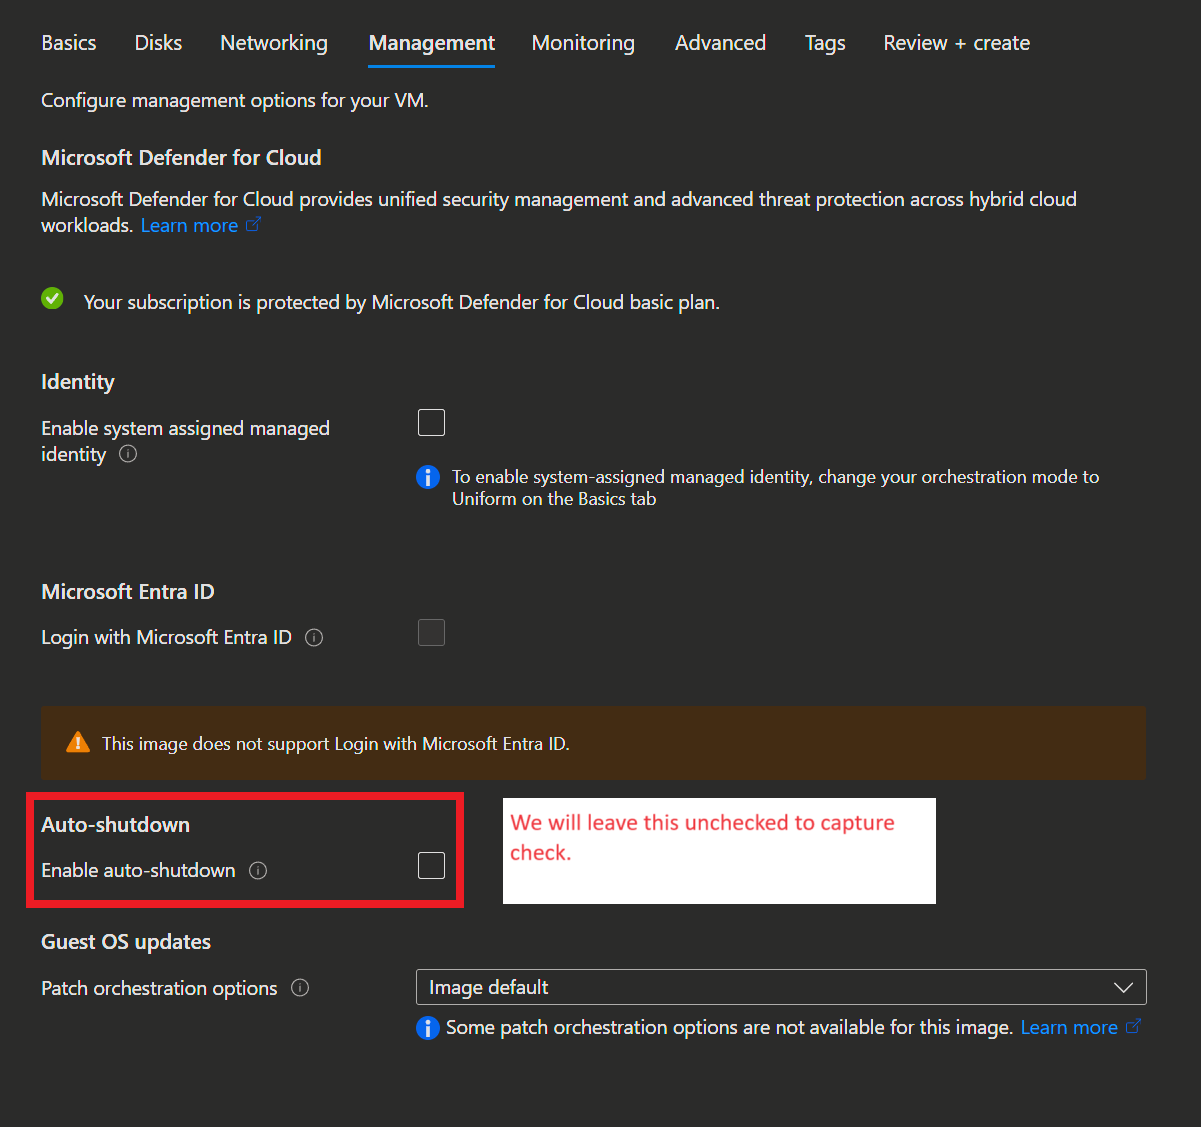 Basics Disks Networking Management Monitoring Advanced Tags Review + create
Configure management options for your VM.
Microsoft Defender for Cloud
Microsoft Defender for Cloud provides unified security management and advanced threat protection across hybrid cloud
workloads. Learn more
Your subscription is protected by Microsoft Defender for Cloud basic plan.
Identity
Enable system assigned managed
identity
To enable system-assigned managed identity, change your orchestration mode to
Uniform on the Basics tab
Microsoft Entra ID
Login with Microsoft Entra ID
This image does not support Login with Microsoft Entra ID.
Auto-shutdown
Enable auto-shutdown
We will leave this unchecked to capture
check.
Guest OS updates
Patch orchestration options
Image default
Some patch orchestration options are not available for this image. Learn more